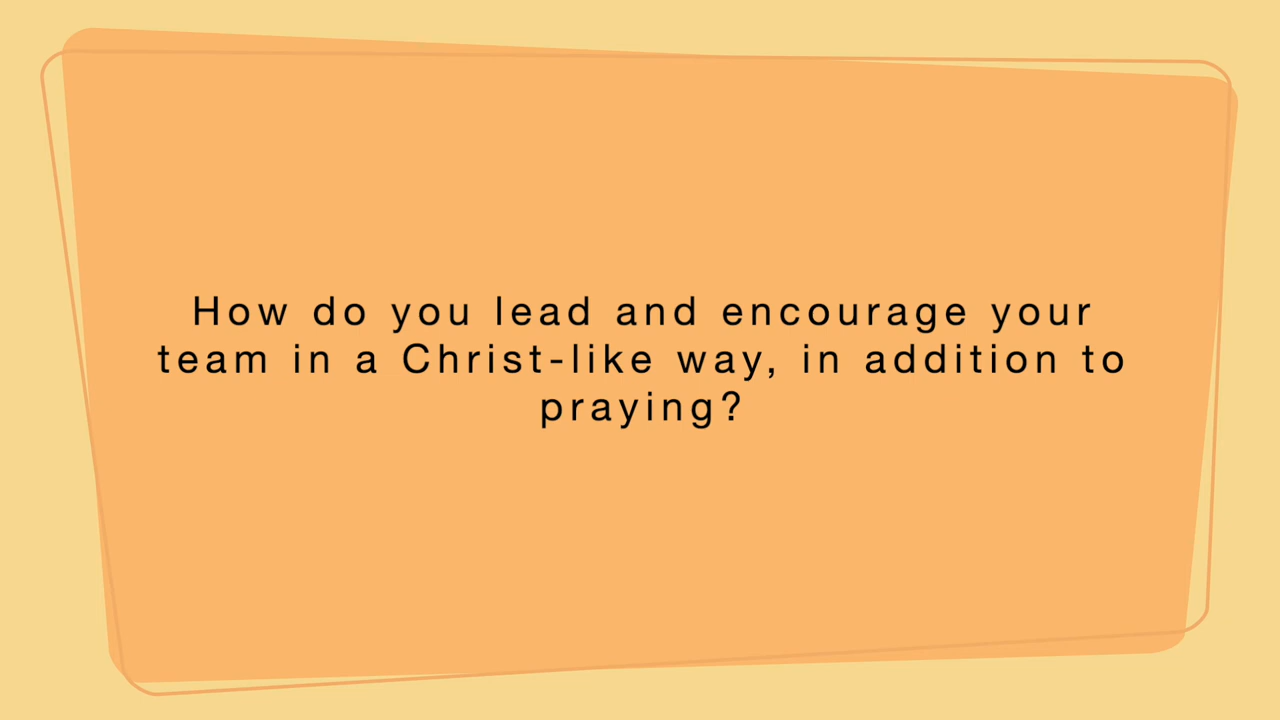 How do you lead and encourage your
team in a Christ-like way, in addition to
praying?